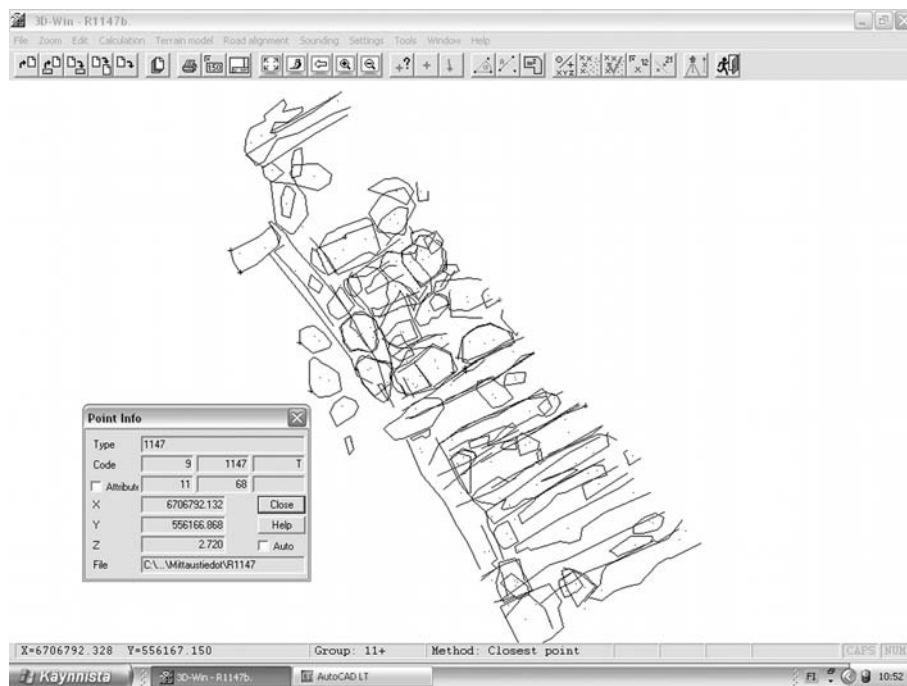 3D-Win - R1147b.
File Zoom Edit Calculation Terrain model Road alignment Sounding Settings Tools Window Help
Point Info
Type 1147
Code 9 1147 T
Attribute 11 68
X 6706792.132 Close
Y 556166.868 Help
Z 2.720 Auto
File C:\...\Mittaustiedot\R1147
X=6706792.328 Y=556167.150 Group: 11+ Method: Closest point CAPS NUM
Käynnistä 3D-Win - R1147b. AutoCAD LT FI 10:52